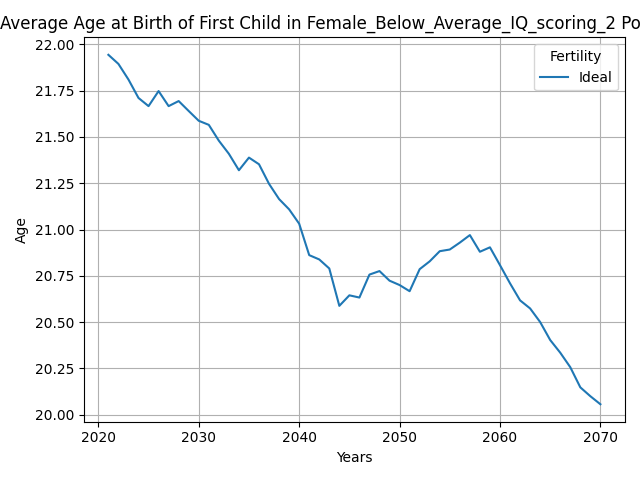 Average Age at Birth of First Child in Female_Below_Average_IQ_scoring_2 Po
22.00
21.75
21.50
21.25
21.00
20.75
20.50
20.25
20.00
Age
Fertility
Ideal
2020 2030 2040 2050 2060 2070
Years